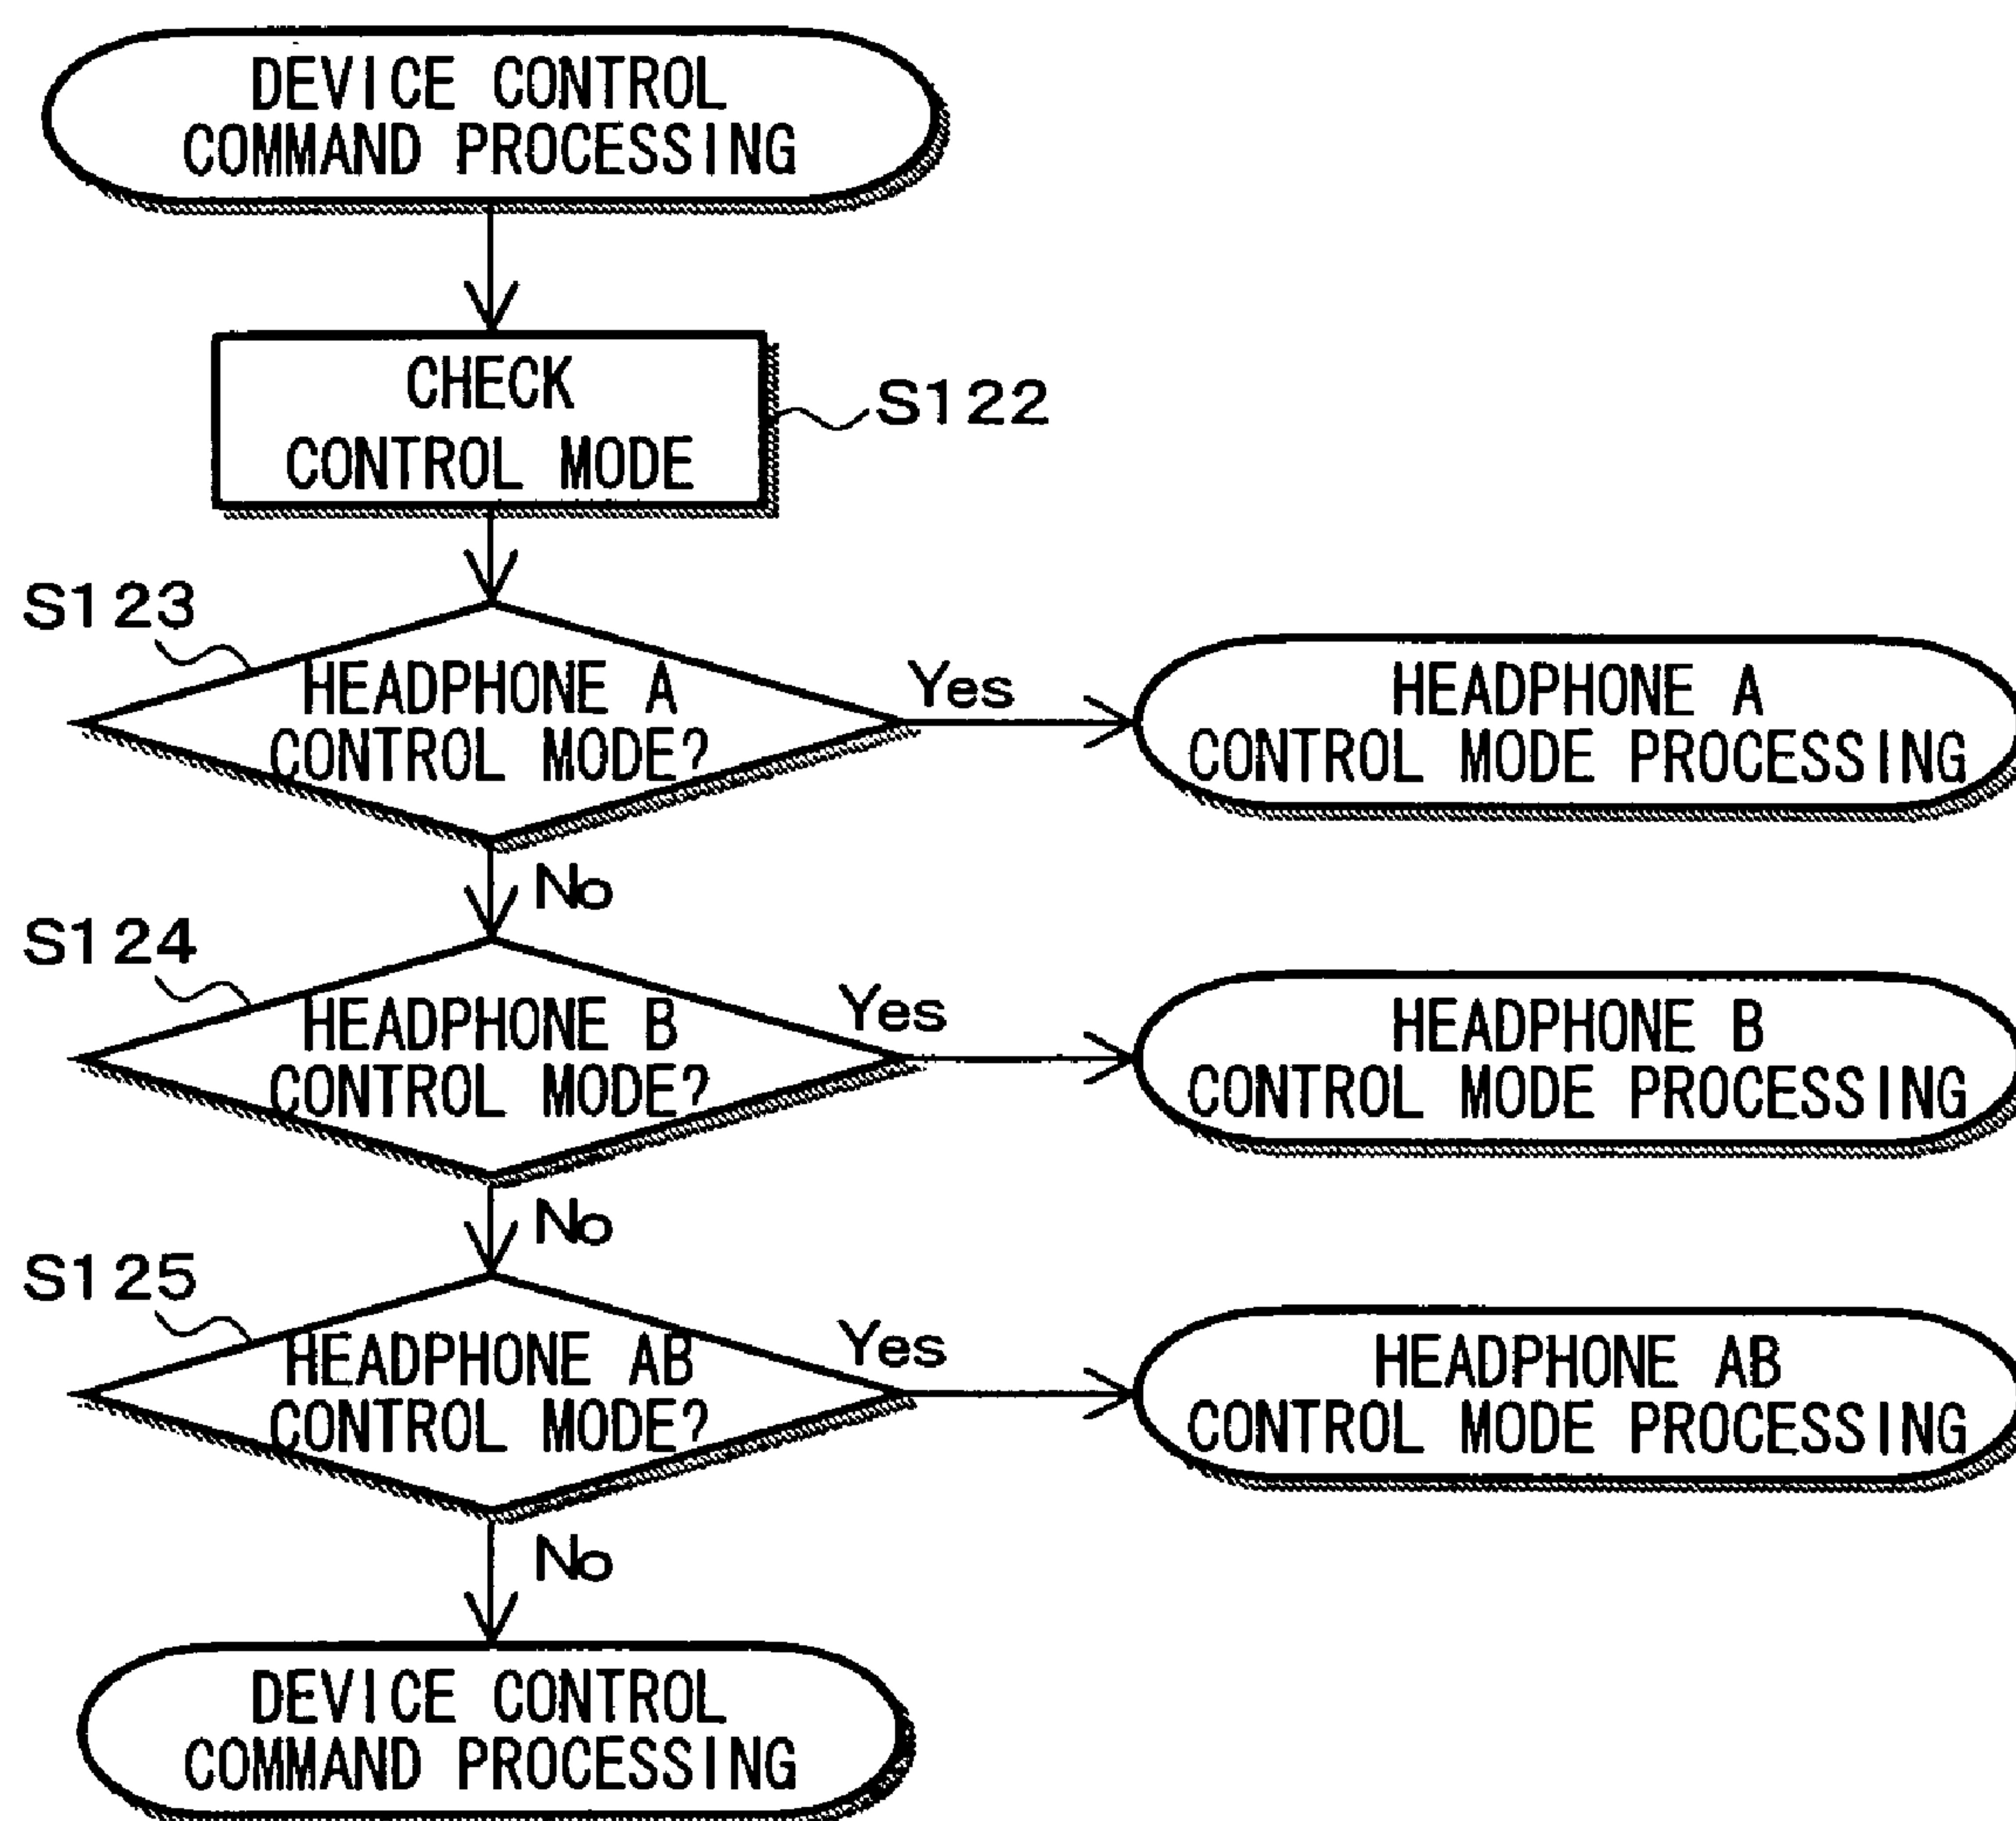 DEVICE CONTROL
COMMAND PROCESSING
CHECK
CONTROL MODE
S122
S123
HEADPHONE A
CONTROL MODE?
Yes
HEADPHONE A
CONTROL MODE PROCESSING
No
S124
HEADPHONE B
CONTROL MODE?
Yes
HEADPHONE B
CONTROL MODE PROCESSING
No
S125
HEADPHONE AB
CONTROL MODE?
Yes
HEADPHONE AB
CONTROL MODE PROCESSING
No
DEVICE CONTROL
COMMAND PROCESSING